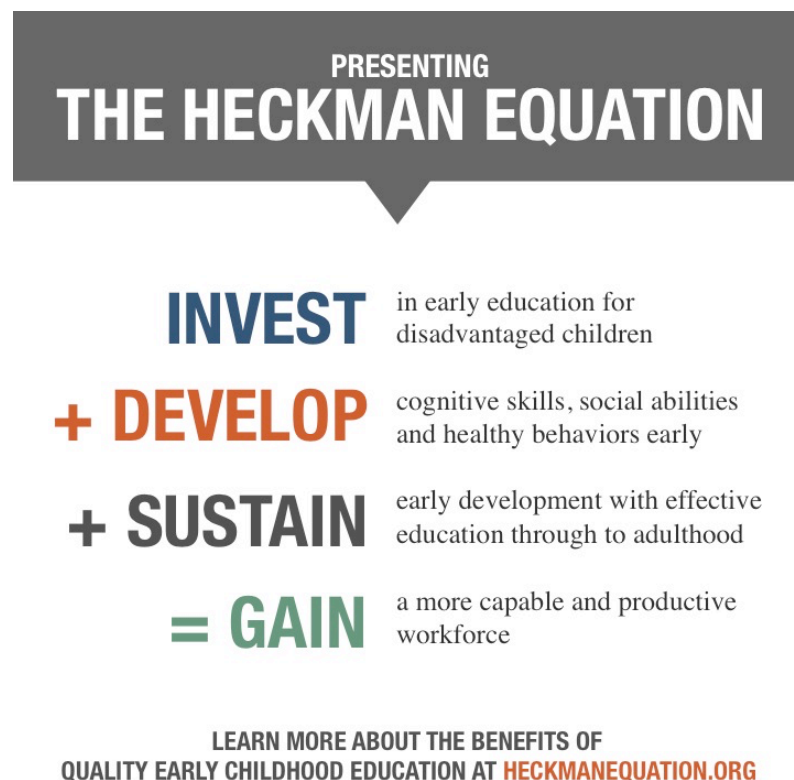 PRESENTING
THE HECKMAN EQUATION
INVEST
in early education for
disadvantaged children
+ DEVELOP
cognitive skills, social abilities
and healthy behaviors early
+ SUSTAIN
early development with effective
education through to adulthood
= GAIN
a more capable and productive
workforce
LEARN MORE ABOUT THE BENEFITS OF
QUALITY EARLY CHILDHOOD EDUCATION AT HECKMANEQUATION.ORG